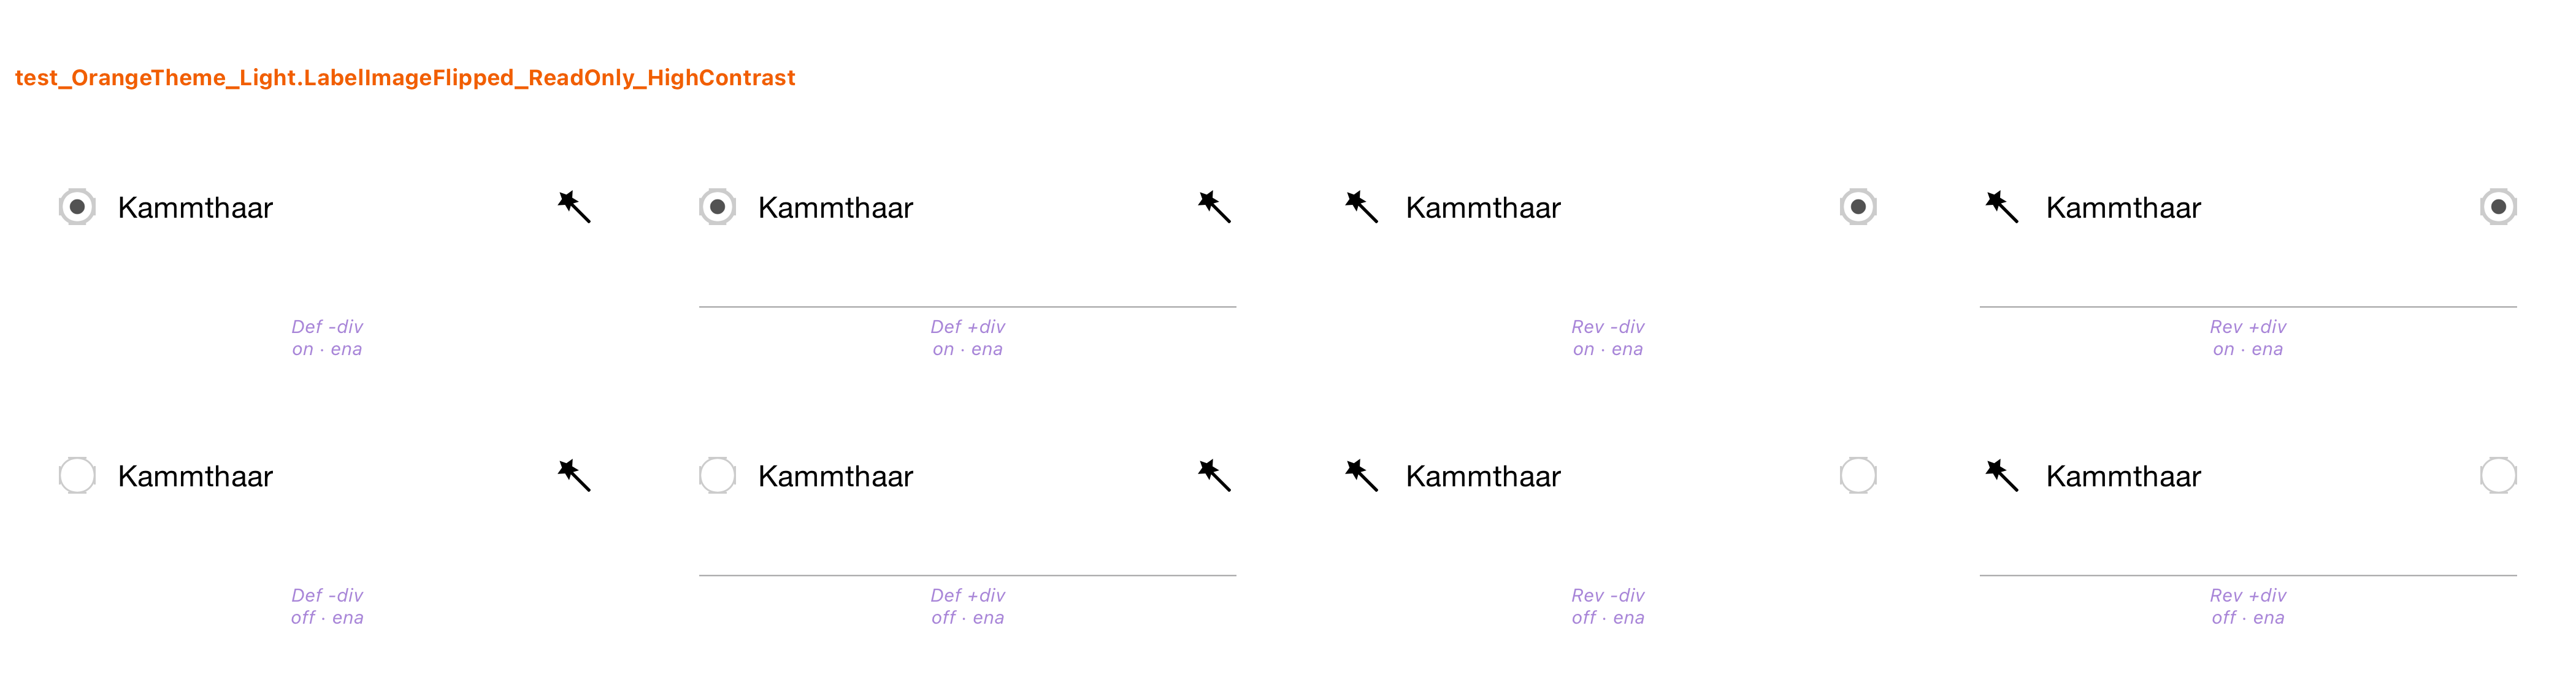 test_OrangeTheme_Light.LabelImageFlipped_ReadOnly_HighContrast
Kammthaar
Kammthaar
Kammthaar
Kammthaar
Def -div
on · ena
Def +div
on · ena
Rev -div
on · ena
Rev +div
on · ena
Kammthaar
Kammthaar
Kammthaar
Kammthaar
Def -div
off · ena
Def +div
off · ena
Rev -div
off · ena
Rev +div
off · ena